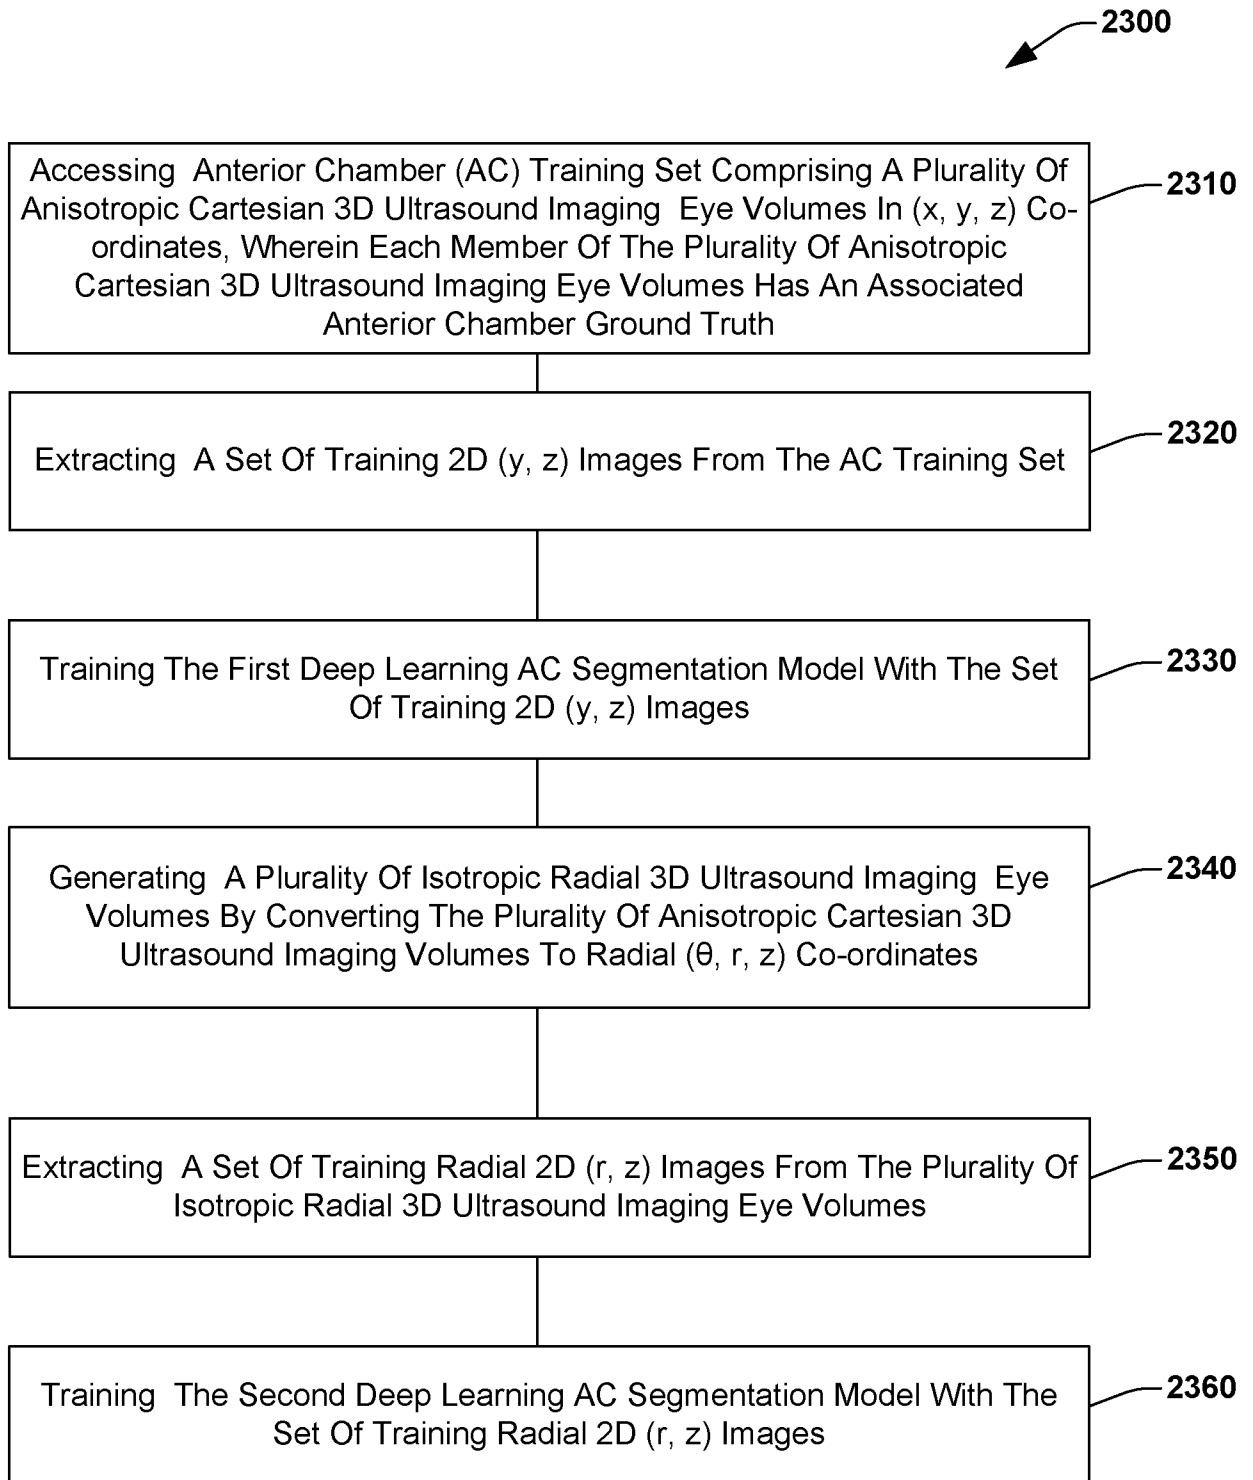 2300
Accessing Anterior Chamber (AC) Training Set Comprising A Plurality Of
Anisotropic Cartesian 3D Ultrasound Imaging Eye Volumes In (x, y, z) Co-
ordinates, Wherein Each Member Of The Plurality Of Anisotropic
Cartesian 3D Ultrasound Imaging Eye Volumes Has An Associated
Anterior Chamber Ground Truth
2310
Extracting A Set Of Training 2D (y, z) Images From The AC Training Set
2320
Training The First Deep Learning AC Segmentation Model With The Set
Of Training 2D (y, z) Images
2330
Generating A Plurality Of Isotropic Radial 3D Ultrasound Imaging Eye
Volumes By Converting The Plurality Of Anisotropic Cartesian 3D
Ultrasound Imaging Volumes To Radial (θ, r, z) Co-ordinates
2340
Extracting A Set Of Training Radial 2D (r, z) Images From The Plurality Of
Isotropic Radial 3D Ultrasound Imaging Eye Volumes
2350
Training The Second Deep Learning AC Segmentation Model With The
Set Of Training Radial 2D (r, z) Images
2360